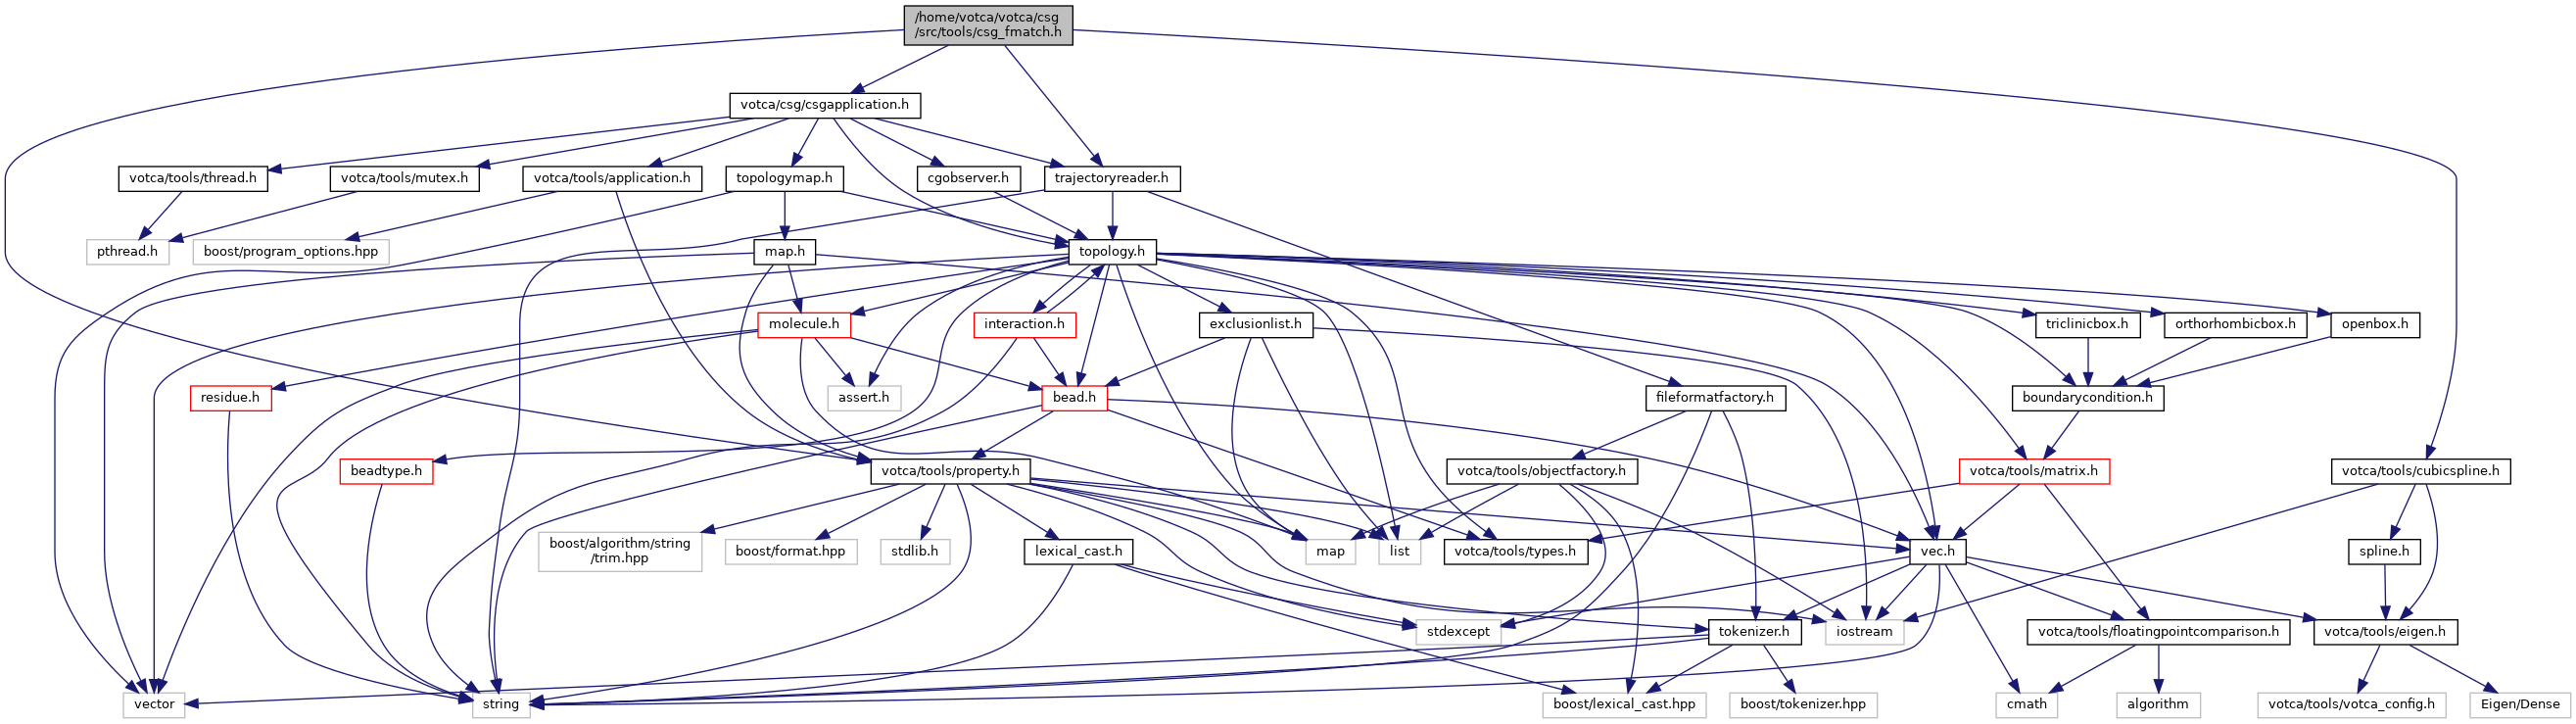 /home/votca/votca/csg
/src/tools/csg_fmatch.h
votca/csg/csgapplication.h
votca/tools/thread.h
votca/tools/mutex.h
votca/tools/application.h
topologymap.h
cgobserver.h
trajectoryreader.h
pthread.h
boost/program_options.hpp
map.h
topology.h
molecule.h
interaction.h
exclusionlist.h
triclinicbox.h
orthorhombicbox.h
openbox.h
residue.h
assert.h
bead.h
fileformatfactory.h
boundarycondition.h
beadtype.h
votca/tools/property.h
votca/tools/objectfactory.h
votca/tools/matrix.h
votca/tools/cubicspline.h
boost/algorithm/string
/trim.hpp
boost/format.hpp
stdlib.h
lexical_cast.h
map
list
votca/tools/types.h
vec.h
spline.h
stdexcept
tokenizer.h
iostream
votca/tools/floatingpointcomparison.h
votca/tools/eigen.h
vector
string
boost/lexical_cast.hpp
boost/tokenizer.hpp
cmath
algorithm
votca/tools/votca_config.h
Eigen/Dense